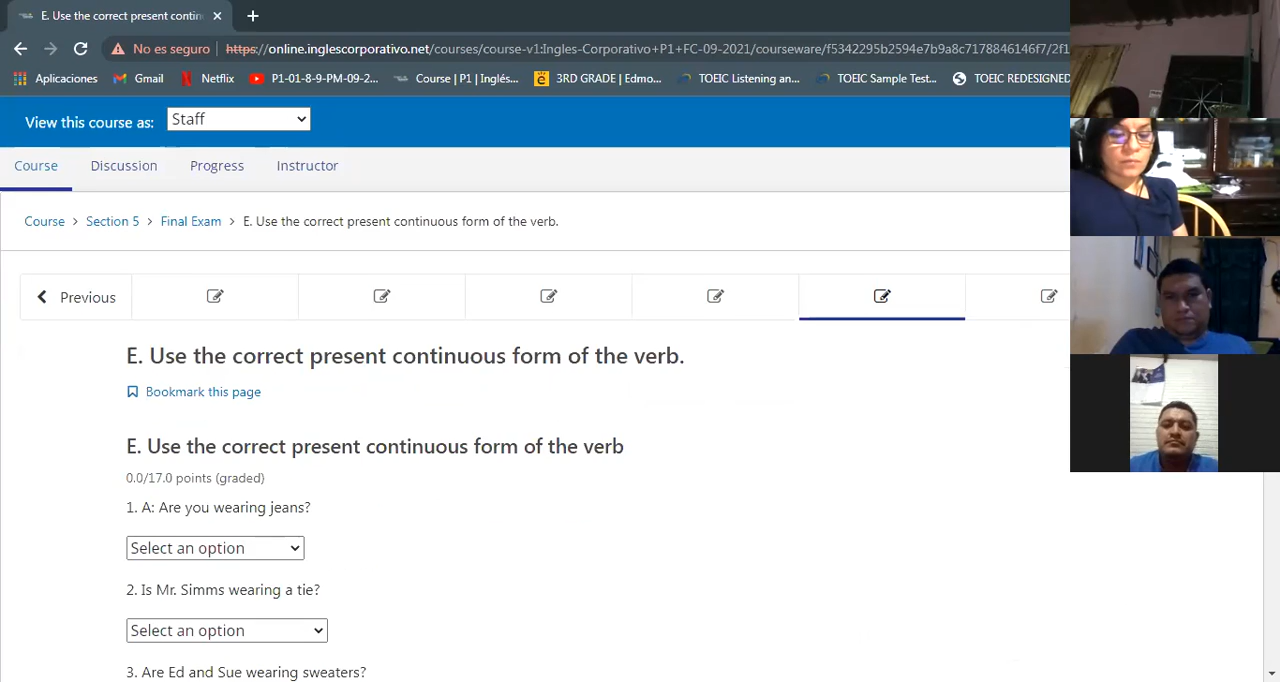 E. Use the correct present contin
No es seguro | https://online.inglescorporativo.net/courses/course-v1:Ingles-Corporativo+P1+FC-09-2021/courseware/f5342295b2594e7b9a8c7178846146f7/2f1
Aplicaciones Gmail Netflix P1-01-8-9-PM-09-2... Course | P1 | Inglés... 3RD GRADE | Edmo... TOEIC Listening an... TOEIC Sample Test... TOEIC REDESIGNED
View this course as: Staff
Course Discussion Progress Instructor
Course > Section 5 > Final Exam > E. Use the correct present continuous form of the verb.
Previous
E. Use the correct present continuous form of the verb.
Bookmark this page
E. Use the correct present continuous form of the verb
0.0/17.0 points (graded)
1. A: Are you wearing jeans?
Select an option
2. Is Mr. Simms wearing a tie?
Select an option
3. Are Ed and Sue wearing sweaters?